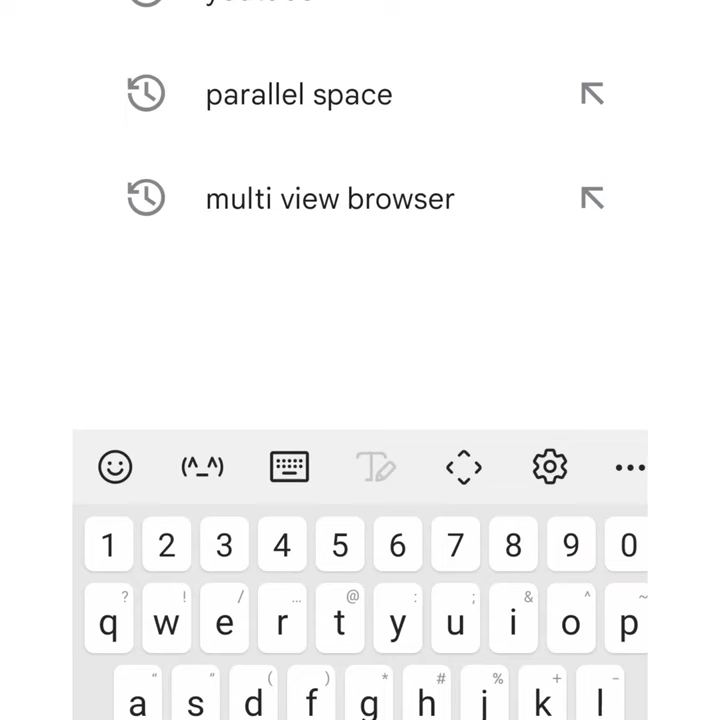 parallel space
multi view browser
(^_^)
1 2 3 4 5 6 7 8 9 0
? ! / ... @ : ; & ^ ~
q w e r t y u i o p
" " ( ) * # % + -
a s d f g h j k l